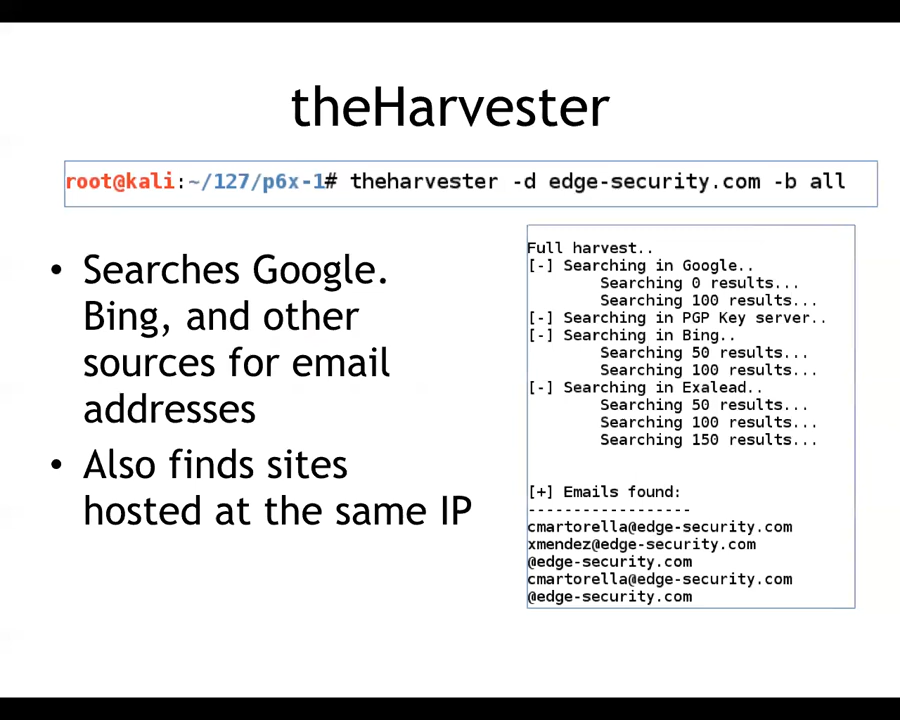 theHarvester
root@kali:~/127/p6x-1# theharvester -d edge-security.com -b all
• Searches Google.
Bing, and other
sources for email
addresses
• Also finds sites
hosted at the same IP
Full harvest..
[-] Searching in Google..
Searching 0 results...
Searching 100 results...
[-] Searching in PGP Key server..
[-] Searching in Bing..
Searching 50 results...
Searching 100 results...
[-] Searching in Exalead..
Searching 50 results...
Searching 100 results...
Searching 150 results...
[+] Emails found:
------------------
cmartorella@edge-security.com
xmendez@edge-security.com
@edge-security.com
cmartorella@edge-security.com
@edge-security.com